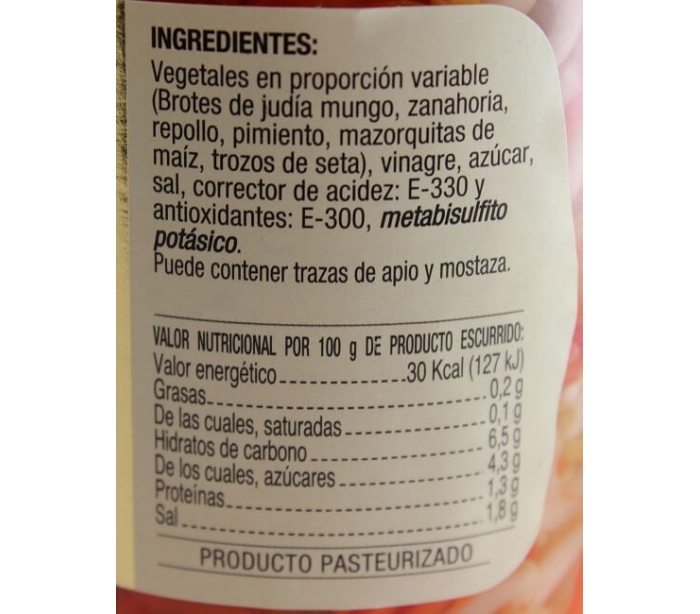 INGREDIENTES:
Vegetales en proporción variable
(Brotes de judía mungo, zanahoria,
repollo, pimiento, mazorquitas de
maíz, trozos de seta), vinagre, azúcar,
sal, corrector de acidez: E-330 y
antioxidantes: E-300, metabisulfito
potásico.
Puede contener trazas de apio y mostaza.
VALOR NUTRICIONAL POR 100 g DE PRODUCTO ESCURRIDO:
Valor energético...............30 Kcal (127 kJ)
Grasas...............0,2 g
De las cuales, saturadas...............0,1 g
Hidratos de carbono...............6,5 g
De los cuales, azúcares...............4,3 g
Proteínas...............1,3 g
Sal...............1,8 g
PRODUCTO PASTEURIZADO